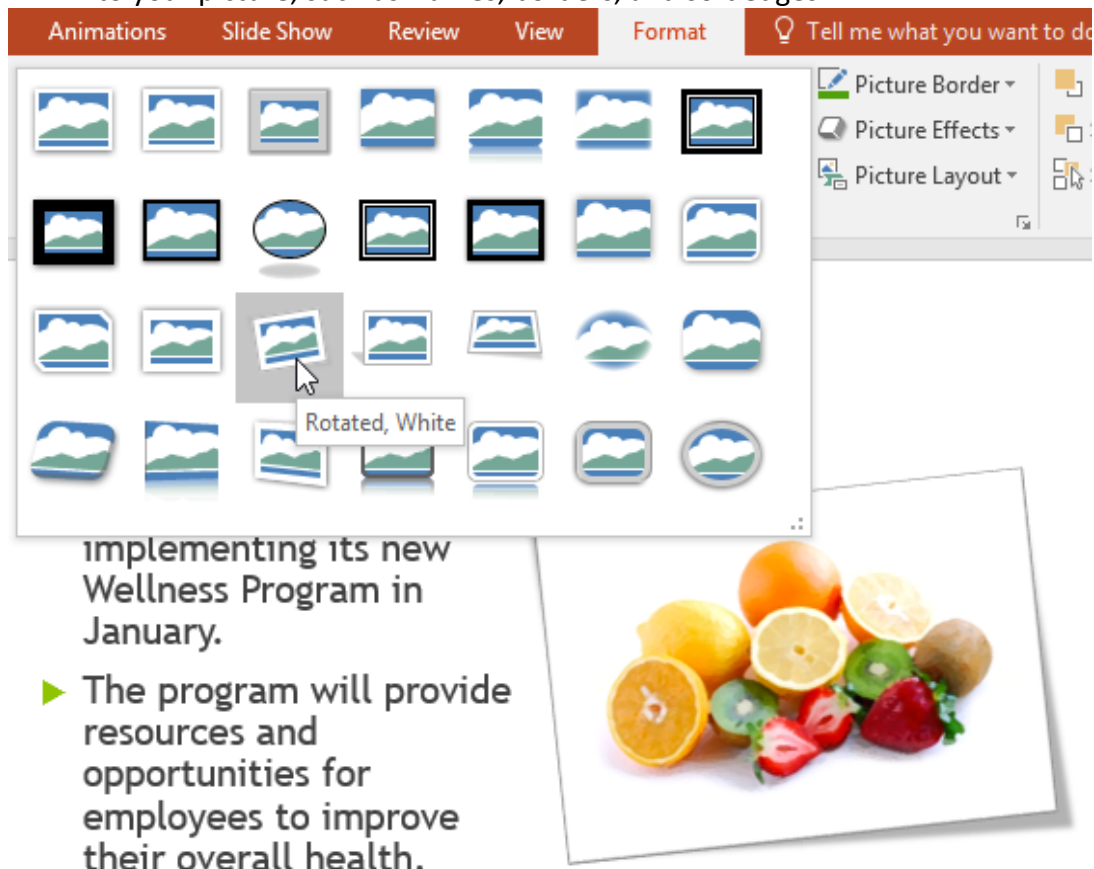 Animations Slide Show Review View Format Tell me what you want to do
Picture Border
Picture Effects
Picture Layout
Rotated, White
implementing its new
Wellness Program in
January.
The program will provide
resources and
opportunities for
employees to improve
their overall health.